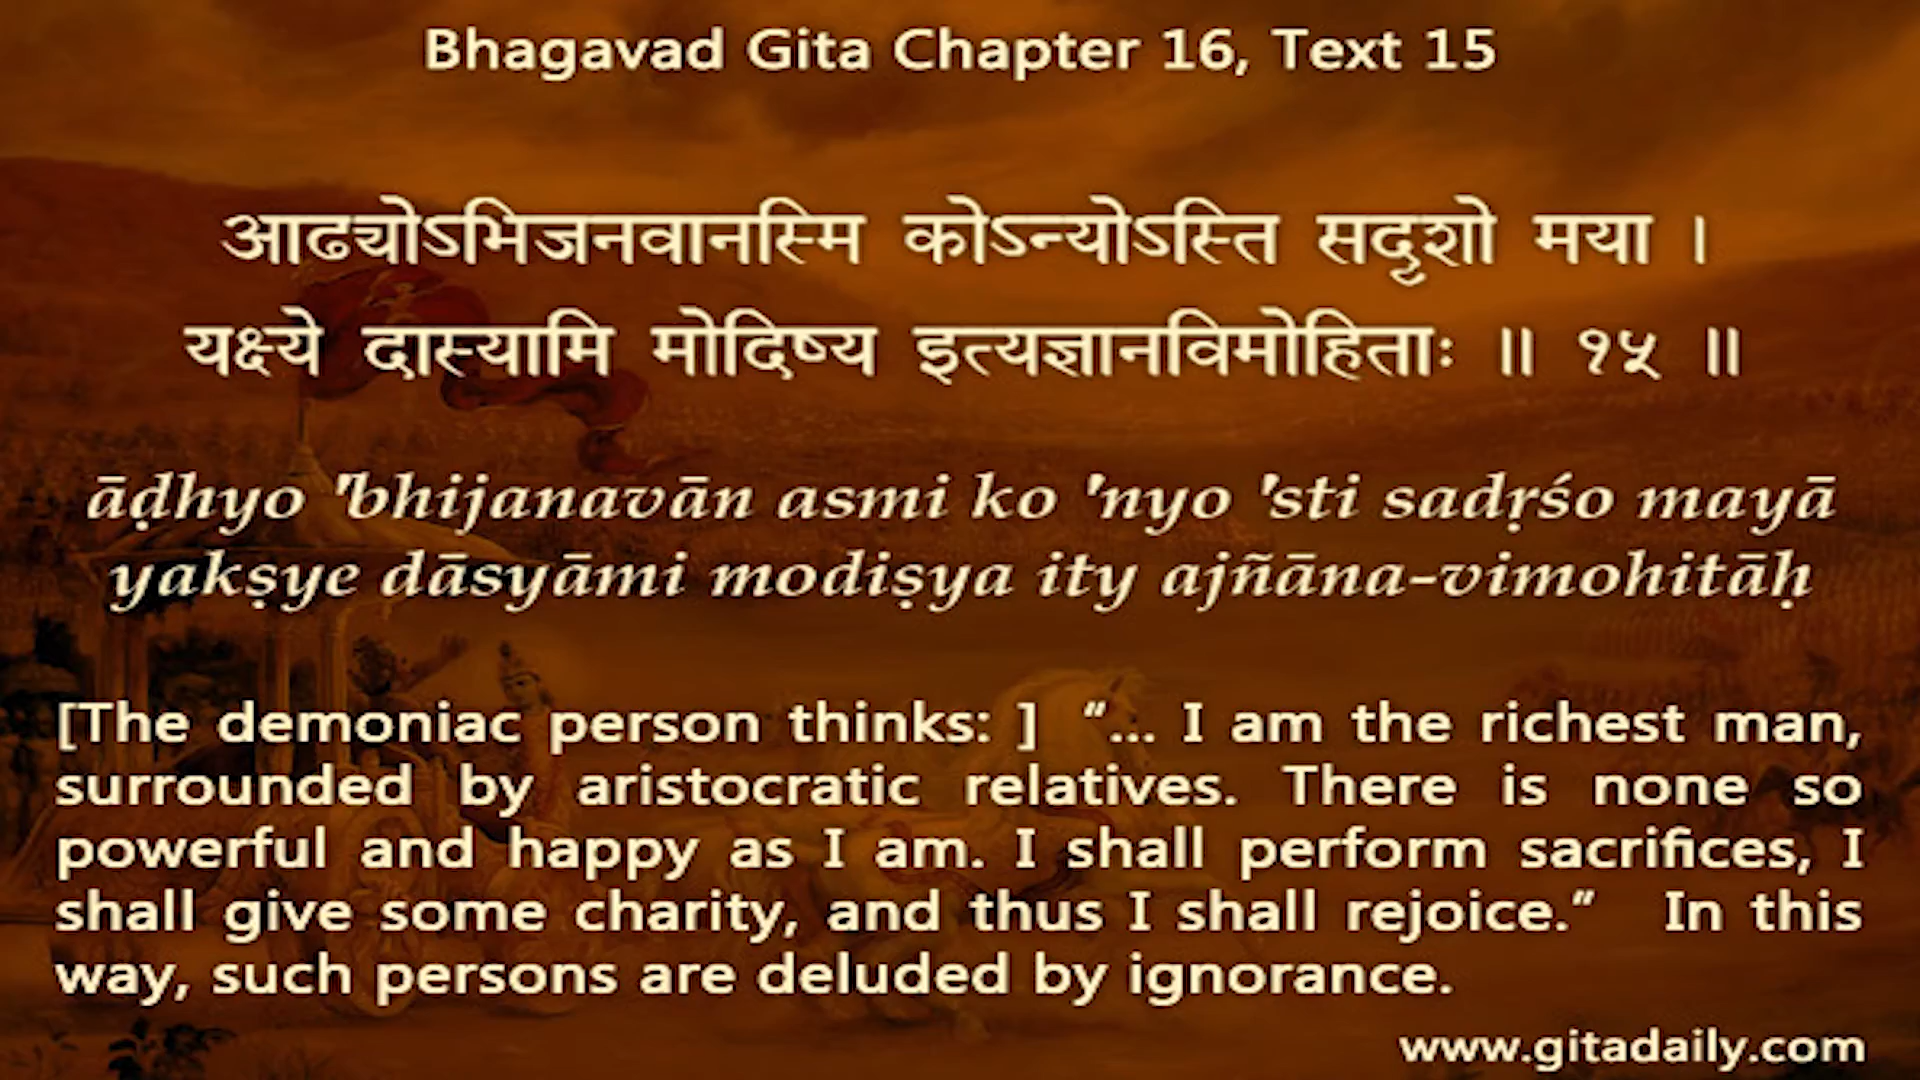 Bhagavad Gita Chapter 16, Text 15
आढ्योऽभिजनवानस्मि कोऽन्योऽस्ति सदृशो मया ।
यक्ष्ये दास्यामि मोदिष्य इत्यज्ञानविमोहिताः ॥ १५ ॥
āḍhyo 'bhijanavān asmi ko 'nyo 'sti sadṛśo mayā
yakṣye dāsyāmi modiṣya ity ajñāna-vimohitāḥ
[The demoniac person thinks: ] “... I am the richest man,
surrounded by aristocratic relatives. There is none so
powerful and happy as I am. I shall perform sacrifices, I
shall give some charity, and thus I shall rejoice.” In this
way, such persons are deluded by ignorance.
www.gitadaily.com